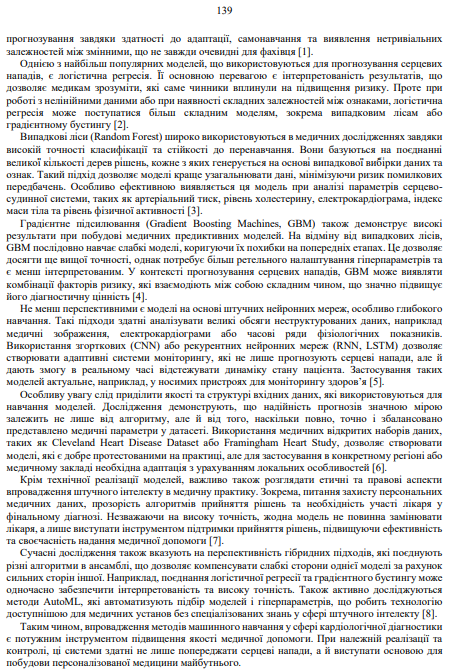 139
прогнозування завдяки здатності до адаптації, самонавчання та виявлення нетривіальних
залежностей між змінними, що не завжди очевидні для фахівця [1].
Однією з найбільш популярних моделей, що використовуються для прогнозування серцевих
нападів, є логістична регресія. Її основною перевагою є інтерпретованість результатів, що
дозволяє медикам зрозуміти, які саме чинники вплинули на підвищення ризику. Проте при
роботі з нелінійними даними або при наявності складних залежностей між ознаками, логістична
регресія може поступатися більш складним моделям, зокрема випадковим лісам або
градієнтному бустингу [2].
Випадкові ліси (Random Forest) широко використовуються в медичних дослідженнях завдяки
високій точності класифікації та стійкості до перенавчання. Вони базуються на поєднанні
великої кількості дерев рішень, кожне з яких генерується на основі випадкової вибірки даних та
ознак. Такий підхід дозволяє моделі краще узагальнювати дані, мінімізуючи ризик помилкових
передбачень. Особливо ефективною виявляється ця модель при аналізі параметрів серцево-
судинної системи, таких як артеріальний тиск, рівень холестерину, електрокардіограма, індекс
маси тіла та рівень фізичної активності [3].
Градієнтне підсилювання (Gradient Boosting Machines, GBM) також демонструє високі
результати при побудові медичних предиктивних моделей. На відміну від випадкових лісів,
GBM послідовно навчає слабкі моделі, коригуючи їх похибки на попередніх етапах. Це дозволяє
досягти ще вищої точності, однак потребує більш ретельного налаштування гіперпараметрів та
є менш інтерпретованим. У контексті прогнозування серцевих нападів, GBM може виявляти
комбінації факторів ризику, які взаємодіють між собою складним чином, що значно підвищує
його діагностичну цінність [4].
Не менш перспективними є моделі на основі штучних нейронних мереж, особливо глибокого
навчання. Такі підходи здатні аналізувати великі обсяги неструктурованих даних, наприклад
медичні зображення, електрокардіограми або часові ряди фізіологічних показників.
Використання згорткових (CNN) або рекурентних нейронних мереж (RNN, LSTM) дозволяє
створювати адаптивні системи моніторингу, які не лише прогнозують серцеві напади, але й
дають змогу в реальному часі відстежувати динаміку стану пацієнта. Застосування таких
моделей актуальне, наприклад, у носимих пристроях для моніторингу здоров’я [5].
Особливу увагу слід приділити якості та структурі вхідних даних, які використовуються для
навчання моделей. Дослідження демонструють, що надійність прогнозів значною мірою
залежить не лише від алгоритму, але й від того, наскільки повно, точно і збалансовано
представлено медичні параметри у датасеті. Використання медичних відкритих наборів даних,
таких як Cleveland Heart Disease Dataset або Framingham Heart Study, дозволяє створювати
моделі, які є добре протестованими на практиці, але для застосування в конкретному регіоні або
медичному закладі необхідна адаптація з урахуванням локальних особливостей [6].
Крім технічної реалізації моделей, важливо також розглядати етичні та правові аспекти
впровадження штучного інтелекту в медичну практику. Зокрема, питання захисту персональних
медичних даних, прозорість алгоритмів прийняття рішень та необхідність участі лікаря у
фінальному діагнозі. Незважаючи на високу точність, жодна модель не повинна замінювати
лікаря, а лише виступати інструментом підтримки прийняття рішень, підвищуючи ефективність
та своєчасність надання медичної допомоги [7].
Сучасні дослідження також вказують на перспективність гібридних підходів, які поєднують
різні алгоритми в ансамблі, що дозволяє компенсувати слабкі сторони однієї моделі за рахунок
сильних сторін іншої. Наприклад, поєднання логістичної регресії та градієнтного бустингу може
одночасно забезпечити інтерпретованість та високу точність. Також активно досліджуються
методи AutoML, які автоматизують підбір моделей і гіперпараметрів, що робить технологію
доступнішою для медичних установ без спеціалізованих знань у сфері штучного інтелекту [8].
Таким чином, впровадження методів машинного навчання у сфері кардіологічної діагностики
є потужним інструментом підвищення якості медичної допомоги. При належній реалізації та
контролі, ці системи здатні не лише попереджати серцеві напади, а й виступати основою для
побудови персоналізованої медицини майбутнього.